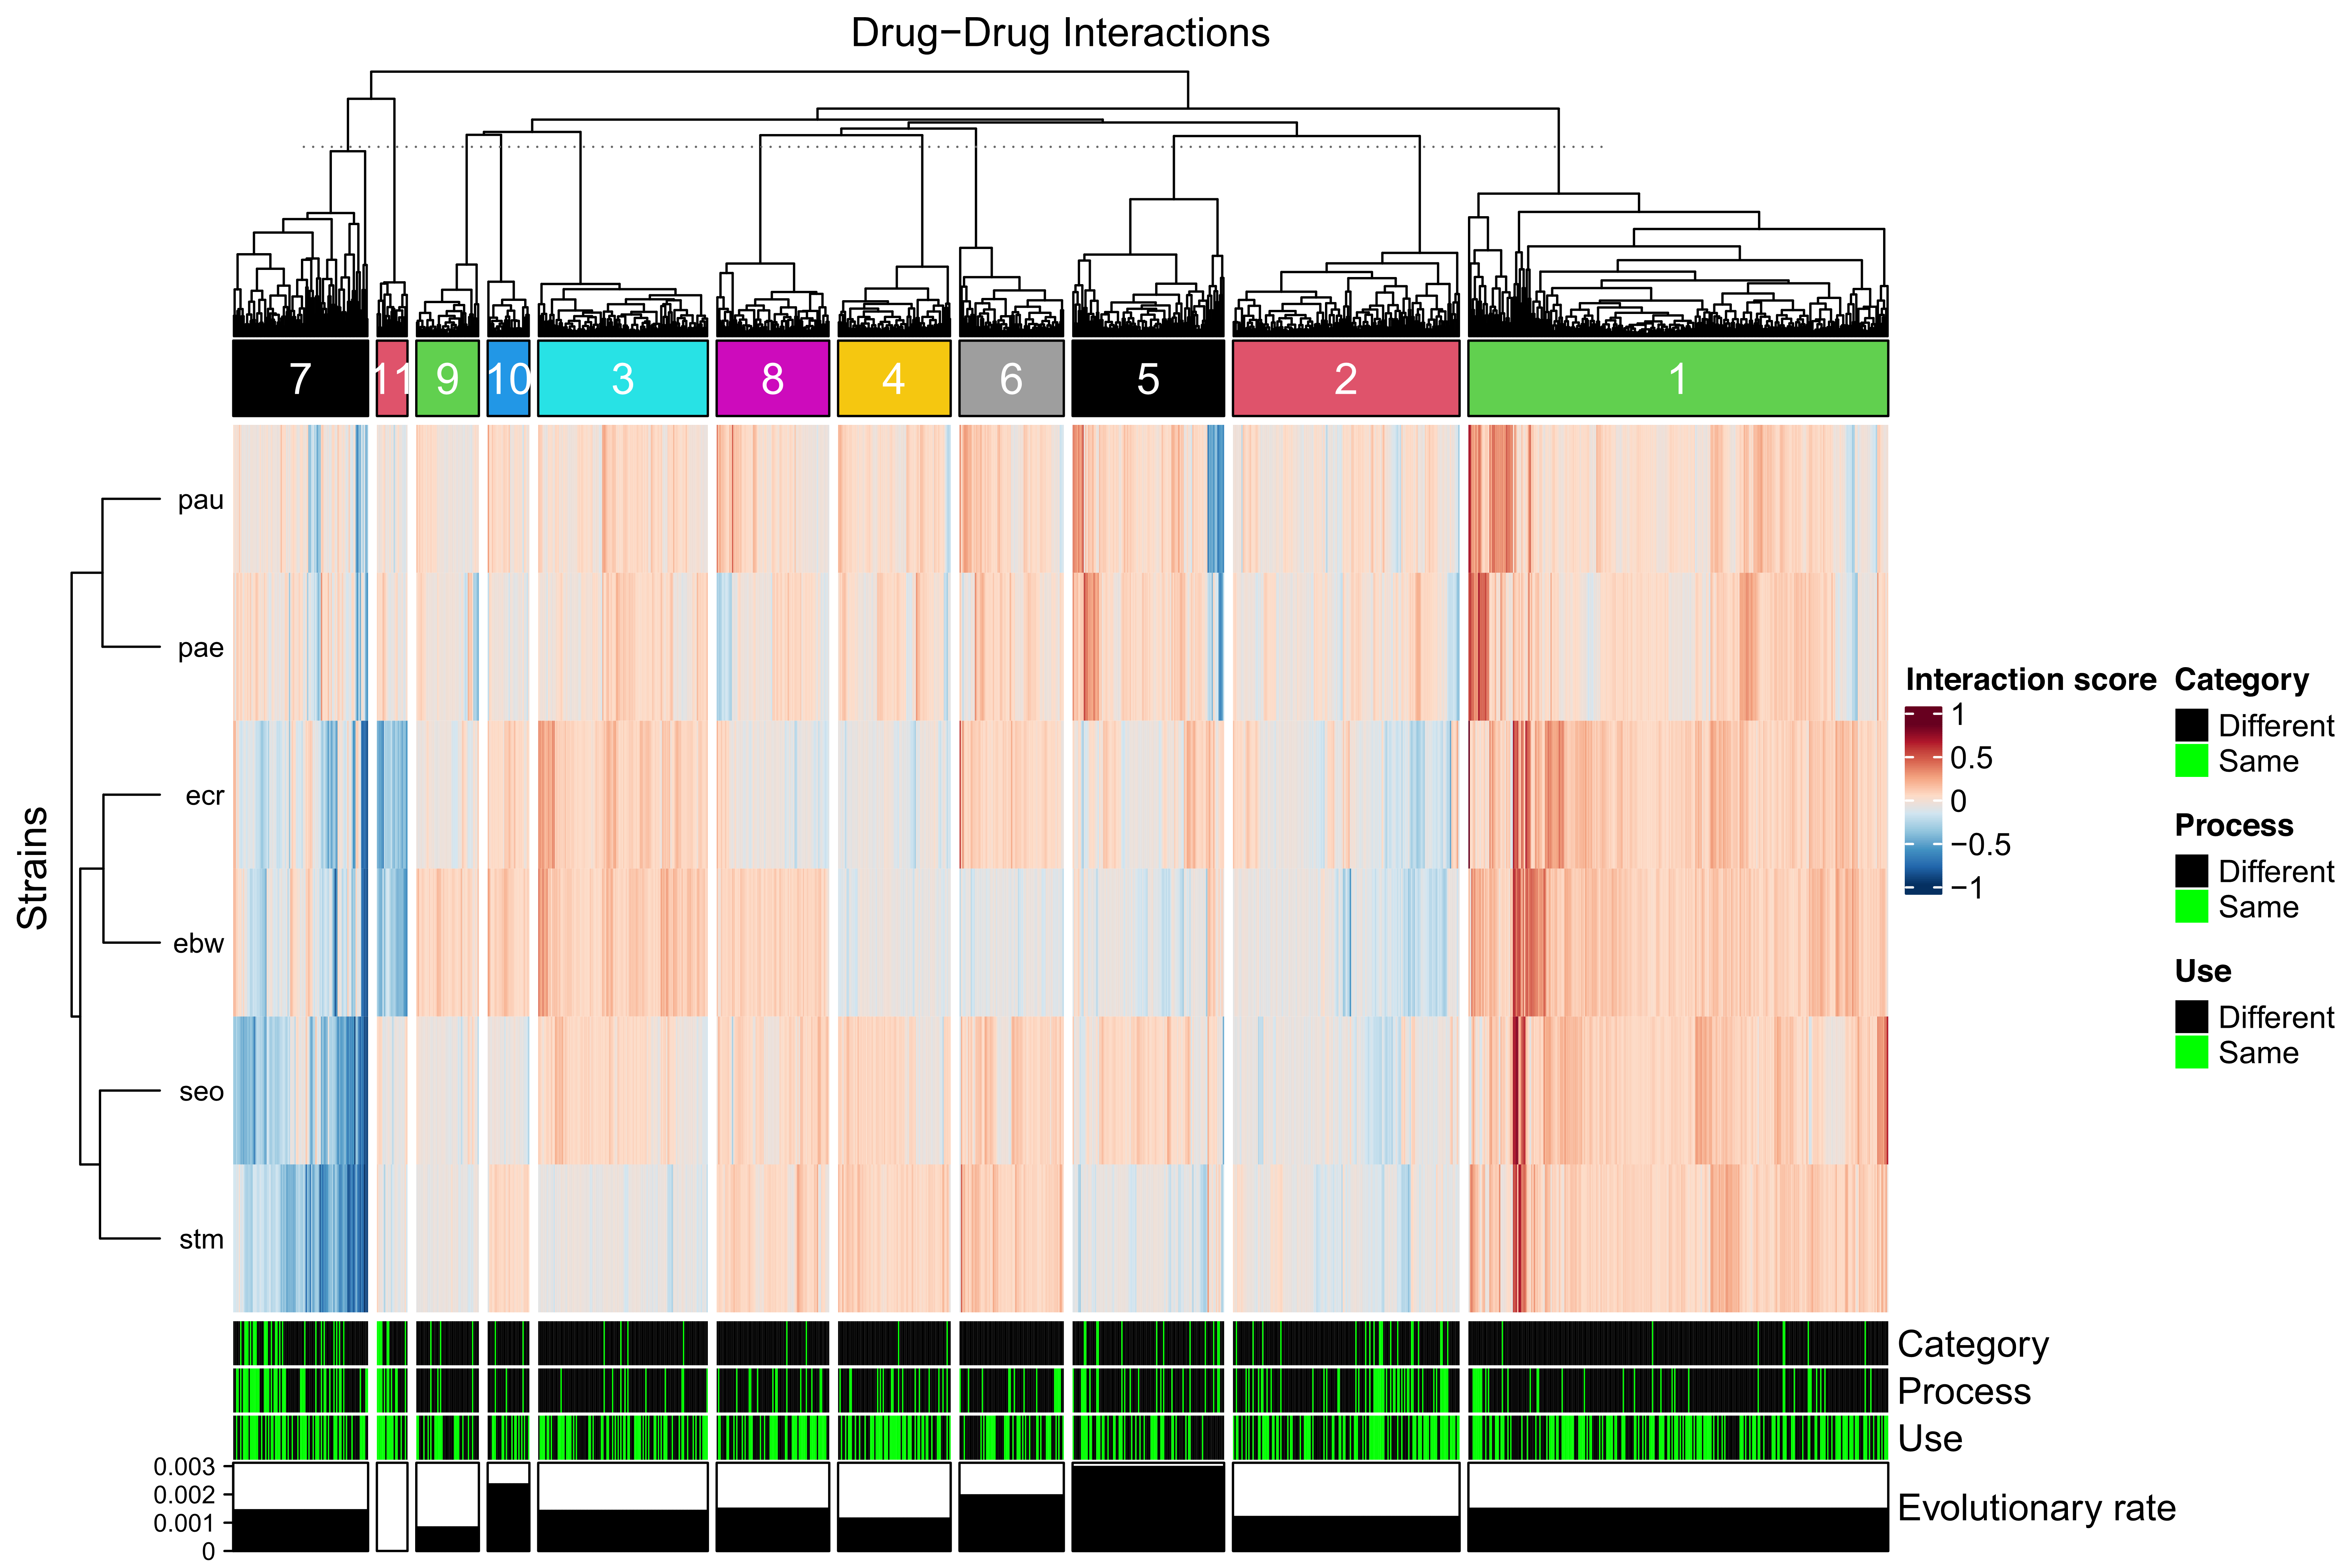 Drug−Drug Interactions
7 11 9 10 3 8 4 6 5 2 1
Strains
pau
pae
ecr
ebw
seo
stm
Interaction score
1
0.5
0
−0.5
−1
Category
Different
Same
Process
Different
Same
Use
Different
Same
Category
Process
Use
Evolutionary rate
0.003
0.002
0.001
0